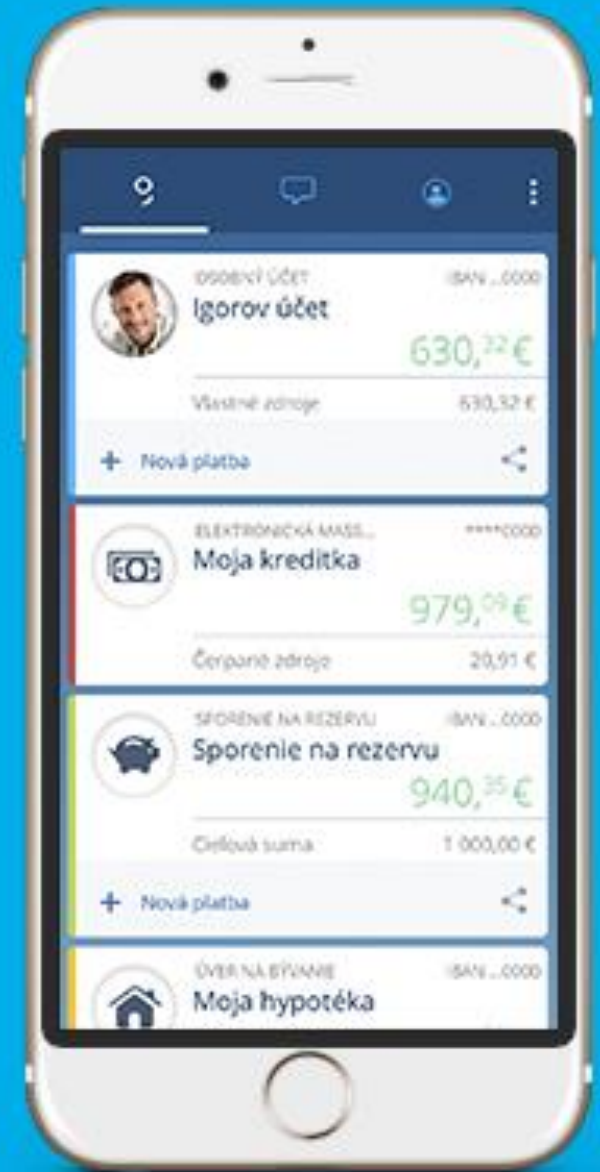 OSOBNÝ ÚČET IBAN ...0000
Igorov účet
630,32 €
Vlastné zdroje 630,32 €
+ Nová platba
ELEKTRONICKÁ MASS... ****0000
Moja kreditka
979,09 €
Čerpané zdroje 20,91 €
SPORENIE NA REZERVU IBAN ...0000
Sporenie na rezervu
940,35 €
Cieľová suma 1 000,00 €
+ Nová platba
ÚVER NA BÝVANIE IBAN ...0000
Moja hypotéka